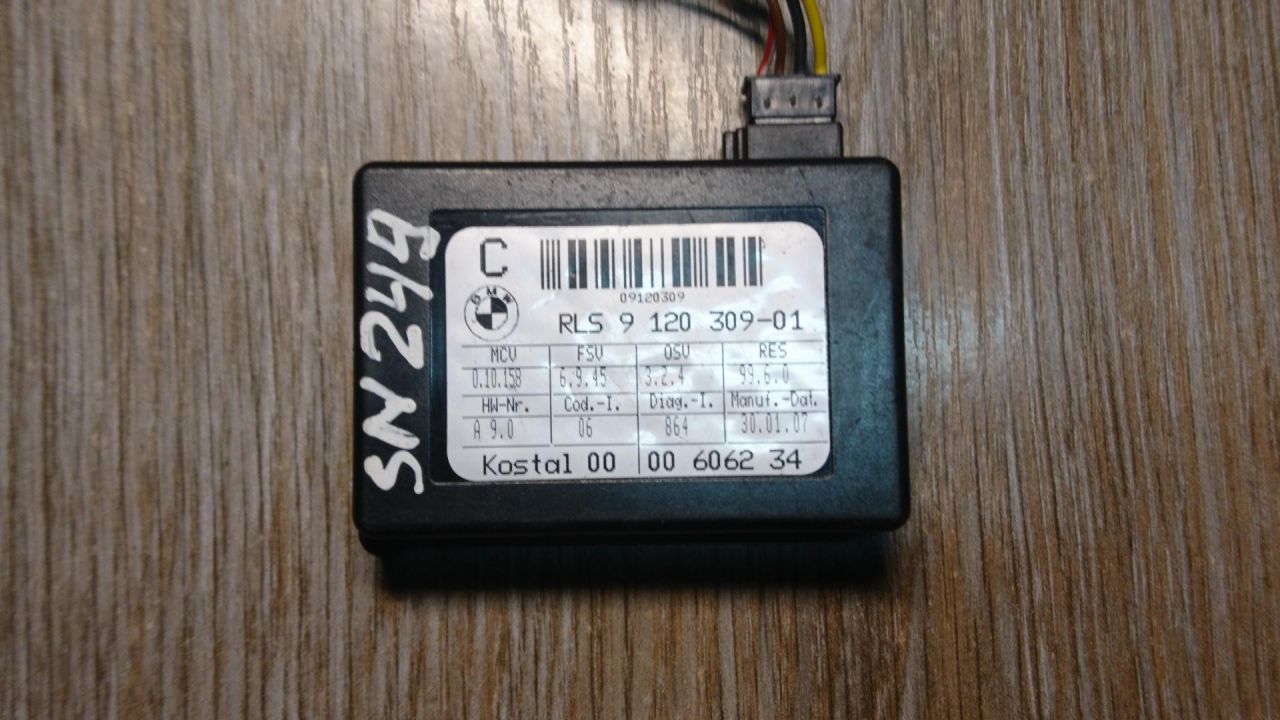 SN249
C
09120309
BMW
RLS 9 120 309-01
MCV FSV OSV RES
0.10.158 6.9.45 3.2.4 99.6.0
HW-Nr. Cod.-I. Diag.-I. Manuf.-Dat.
A 9.0 06 864 30.01.07
Kostal 00 00 6062 34